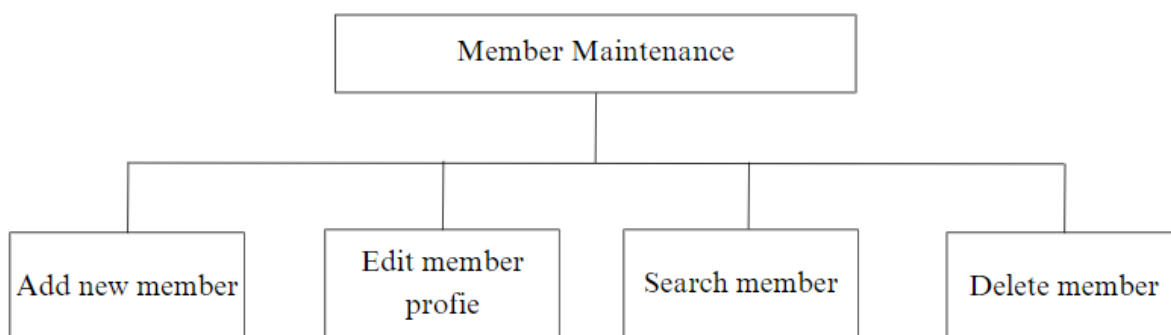 Member Maintenance
Add new member
Edit member
profie
Search member
Delete member